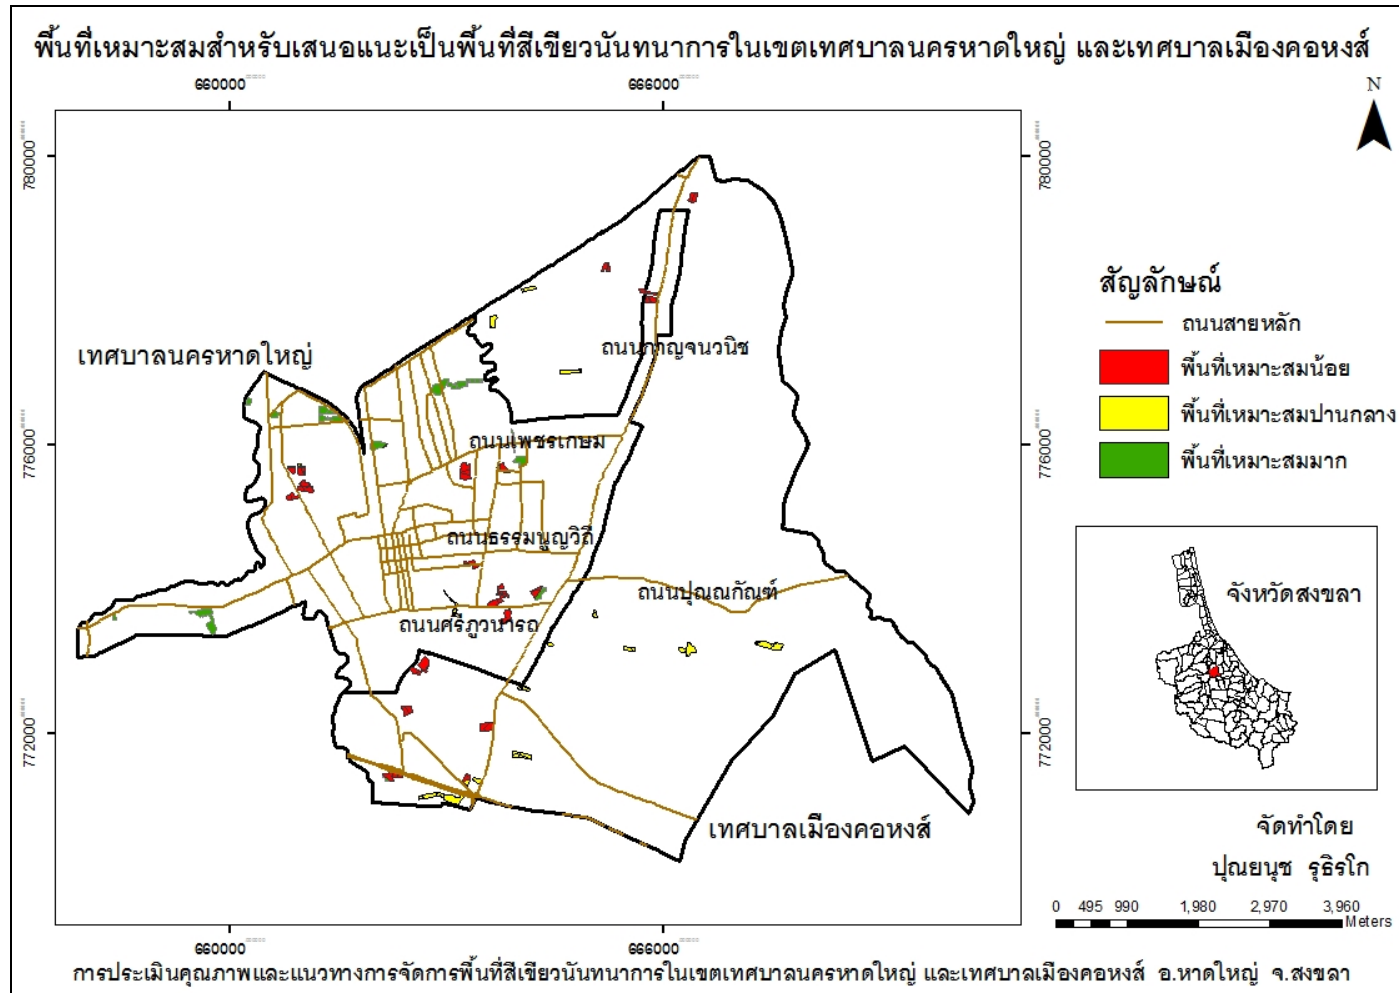 พื้นที่เหมาะสมสำหรับเสนอแนะเป็นพื้นที่สีเขียวนันทนาการในเขตเทศบาลนครหาดใหญ่ และเทศบาลเมืองคอหงส์
660000 666000
N
780000 780000
สัญลักษณ์
ถนนสายหลัก
พื้นที่เหมาะสมน้อย
พื้นที่เหมาะสมปานกลาง
พื้นที่เหมาะสมมาก
เทศบาลนครหาดใหญ่
ถนนกาญจนวนิช
776000 776000
ถนนเพชรเกษม
ถนนธรรมนูญวิถี
ถนนปุณณกัณฑ์
ถนนศรีภูวนารถ
จังหวัดสงขลา
772000 772000
เทศบาลเมืองคอหงส์
จัดทำโดย
ปุณยนุช รุธิรโก
0 495 990 1,980 2,970 3,960
Meters
660000 666000
การประเมินคุณภาพและแนวทางการจัดการพื้นที่สีเขียวนันทนาการในเขตเทศบาลนครหาดใหญ่ และเทศบาลเมืองคอหงส์ อ.หาดใหญ่ จ.สงขลา